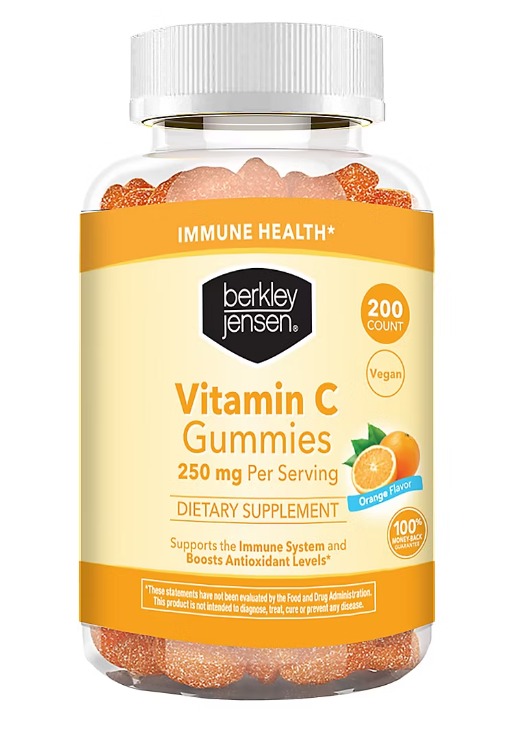 IMMUNE HEALTH*
berkley
jensen®
200
COUNT
Vegan
Vitamin C
Gummies
250 mg Per Serving
Orange Flavor
DIETARY SUPPLEMENT
100%
MONEY-BACK
GUARANTEE
Supports the Immune System and
Boosts Antioxidant Levels*
*These statements have not been evaluated by the Food and Drug Administration.
This product is not intended to diagnose, treat, cure or prevent any disease.